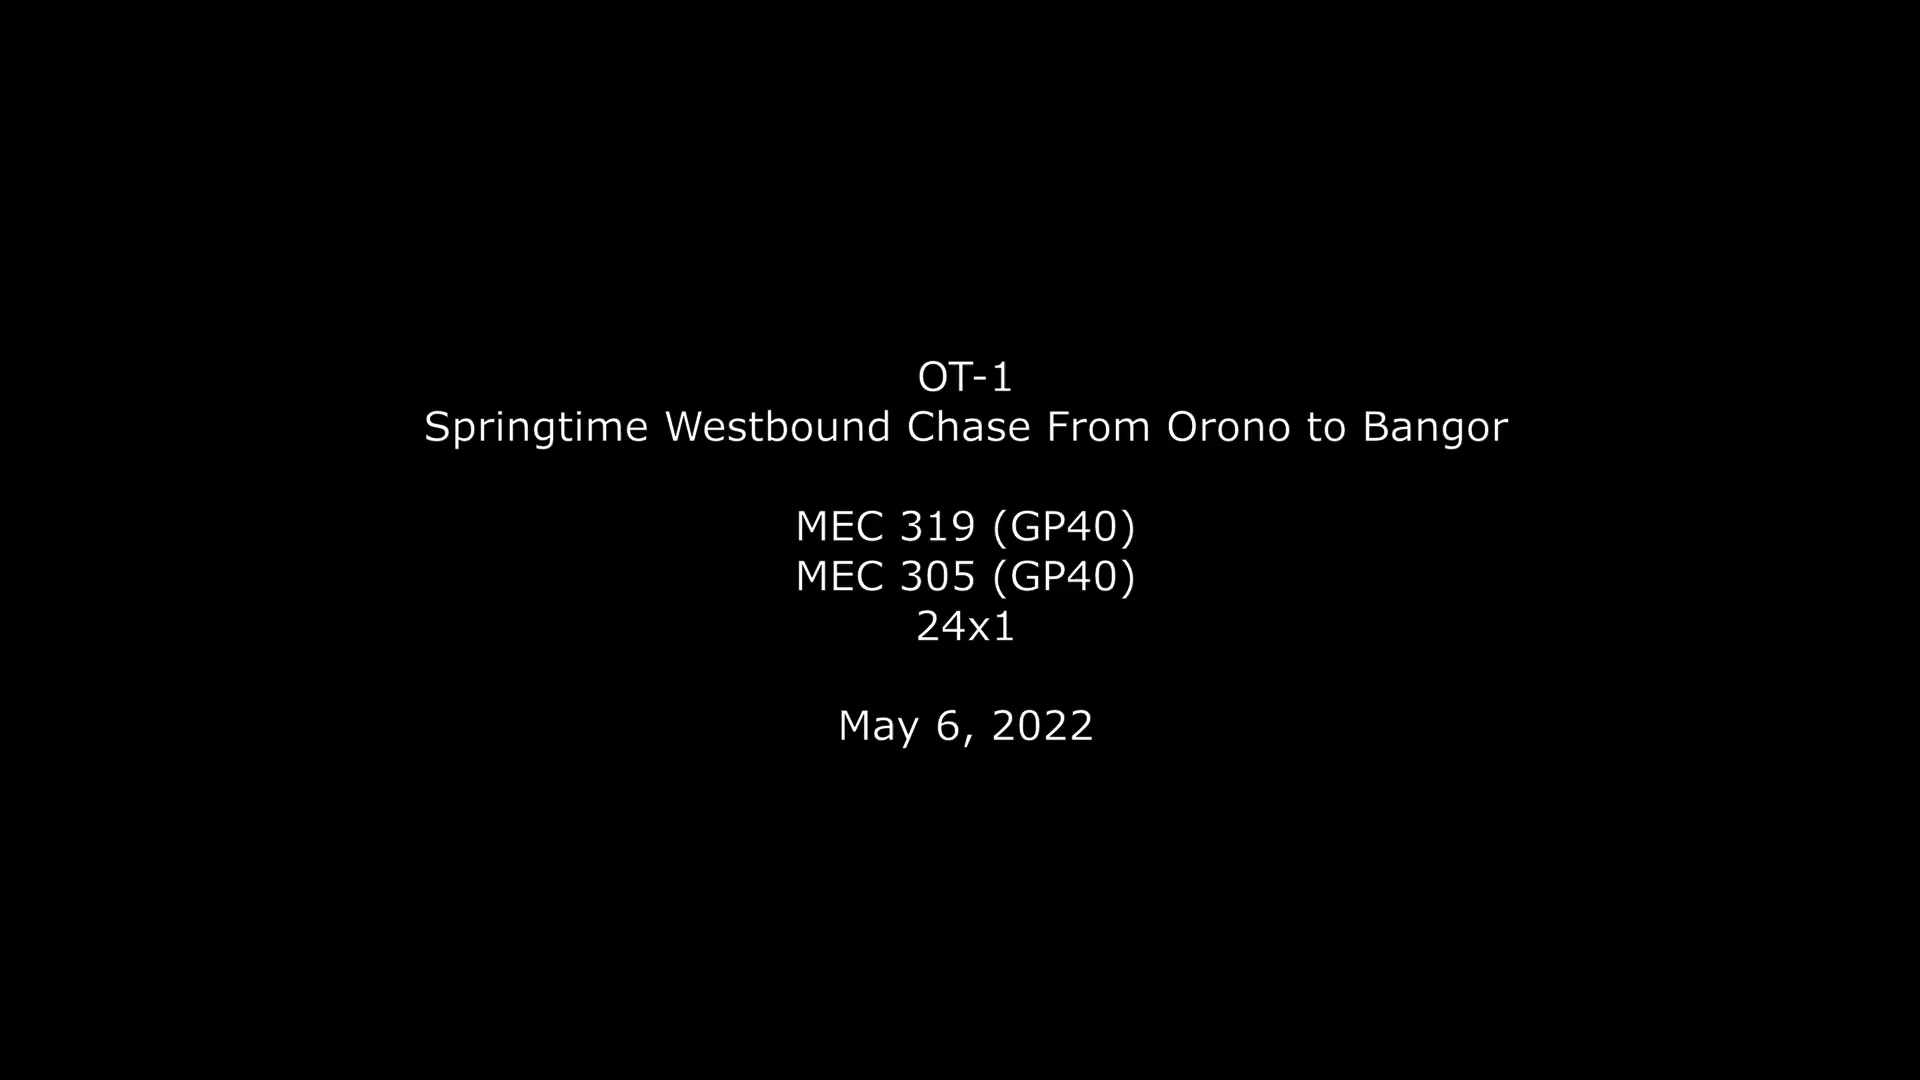 OT-1
Springtime Westbound Chase From Orono to Bangor
MEC 319 (GP40)
MEC 305 (GP40)
24x1
May 6, 2022